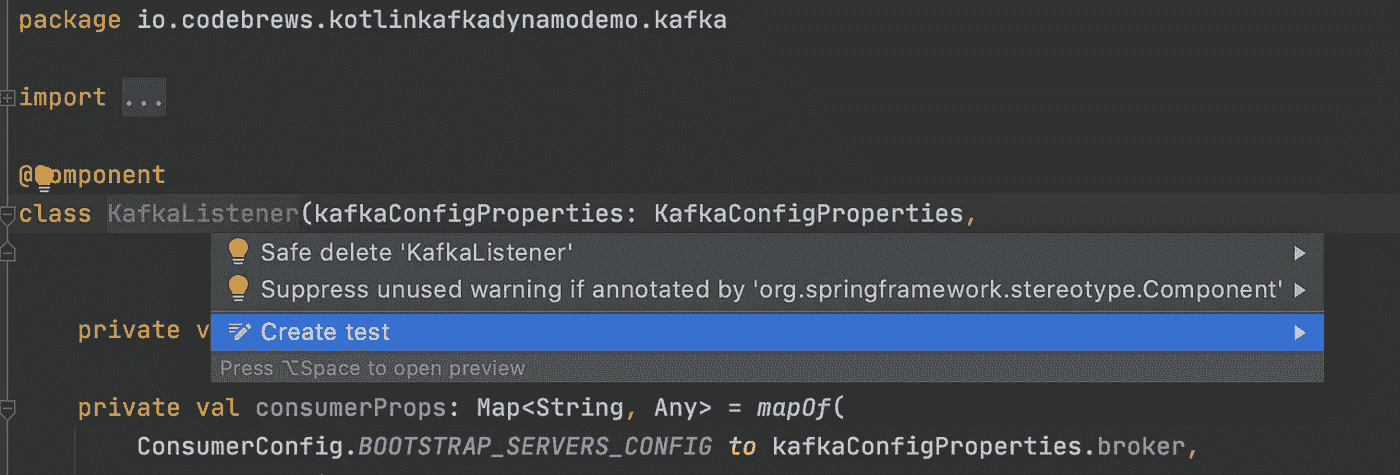 package io.codebrews.kotlinkafkadynamodemo.kafka
import ...
@Component
class KafkaListener(kafkaConfigProperties: KafkaConfigProperties,
Safe delete 'KafkaListener'
Suppress unused warning if annotated by 'org.springframework.stereotype.Component'
private v
Create test
Press ⌥Space to open preview
private val consumerProps: Map<String, Any> = mapOf(
ConsumerConfig.BOOTSTRAP_SERVERS_CONFIG to kafkaConfigProperties.broker,